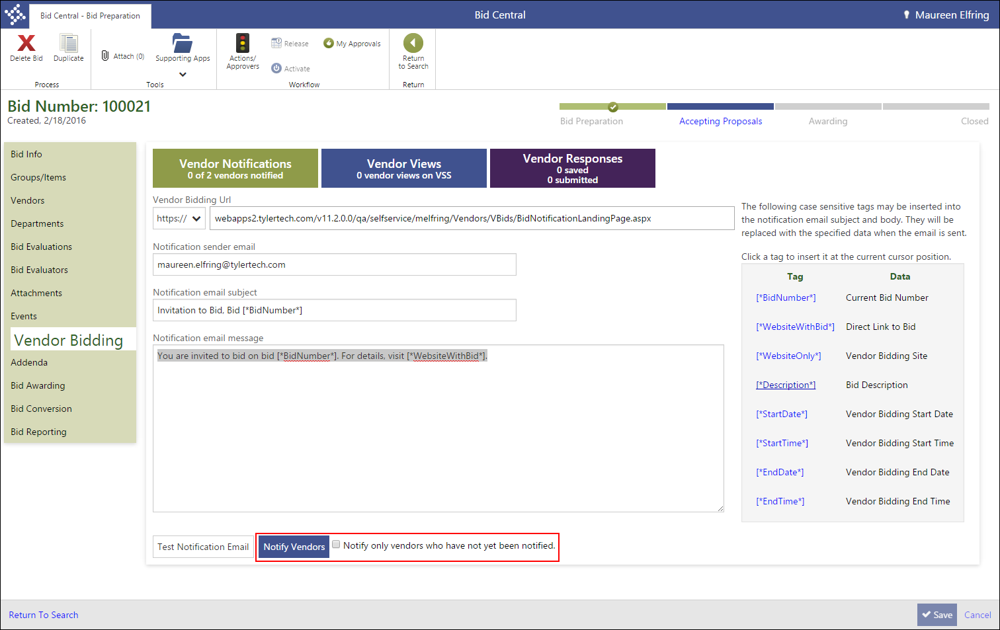 Bid Central - Bid Preparation
Bid Central
Maureen Elfring
Delete Bid
Duplicate
Process
Attach (0)
Supporting Apps
Tools
Actions/
Approvers
Release
My Approvals
Activate
Workflow
Return
to Search
Return
Bid Number: 100021
Created, 2/18/2016
Bid Preparation
Accepting Proposals
Awarding
Closed
Bid Info
Groups/Items
Vendors
Departments
Bid Evaluations
Bid Evaluators
Attachments
Events
Vendor Bidding
Addenda
Bid Awarding
Bid Conversion
Bid Reporting
Vendor Notifications
0 of 2 vendors notified
Vendor Views
0 vendor views on VSS
Vendor Responses
0 saved
0 submitted
Vendor Bidding Url
https://
webapps2.tylertech.com/v11.2.0.0/qa/selfservice/melfring/Vendors/VBids/BidNotificationLandingPage.aspx
Notification sender email
maureen.elfring@tylertech.com
Notification email subject
Invitation to Bid, Bid [*BidNumber*]
Notification email message
You are invited to bid on bid [*BidNumber*]. For details, visit [*WebsiteWithBid*].
The following case sensitive tags may be inserted into
the notification email subject and body. They will be
replaced with the specified data when the email is sent.
Click a tag to insert it at the current cursor position.
Tag Data
[*BidNumber*] Current Bid Number
[*WebsiteWithBid*] Direct Link to Bid
[*WebsiteOnly*] Vendor Bidding Site
[*Description*] Bid Description
[*StartDate*] Vendor Bidding Start Date
[*StartTime*] Vendor Bidding Start Time
[*EndDate*] Vendor Bidding End Date
[*EndTime*] Vendor Bidding End Time
Test Notification Email
Notify Vendors
Notify only vendors who have not yet been notified.
Return To Search
Save
Cancel